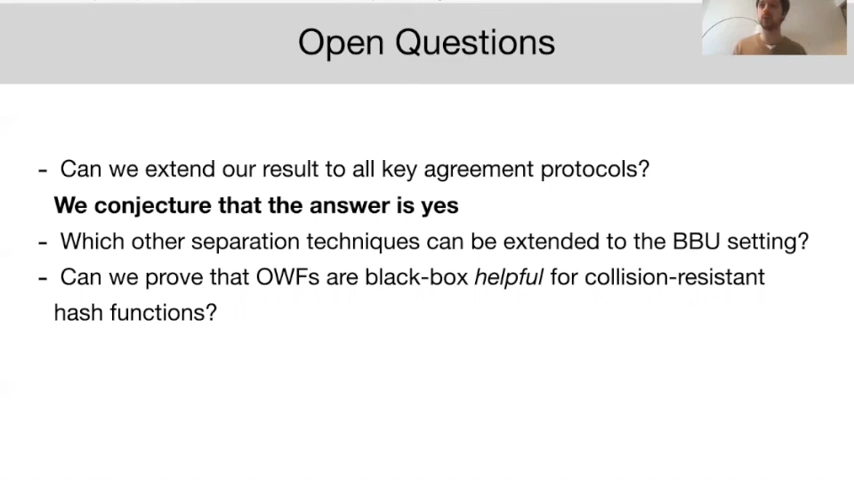 Open Questions
- Can we extend our result to all key agreement protocols?
We conjecture that the answer is yes
- Which other separation techniques can be extended to the BBU setting?
- Can we prove that OWFs are black-box helpful for collision-resistant
hash functions?